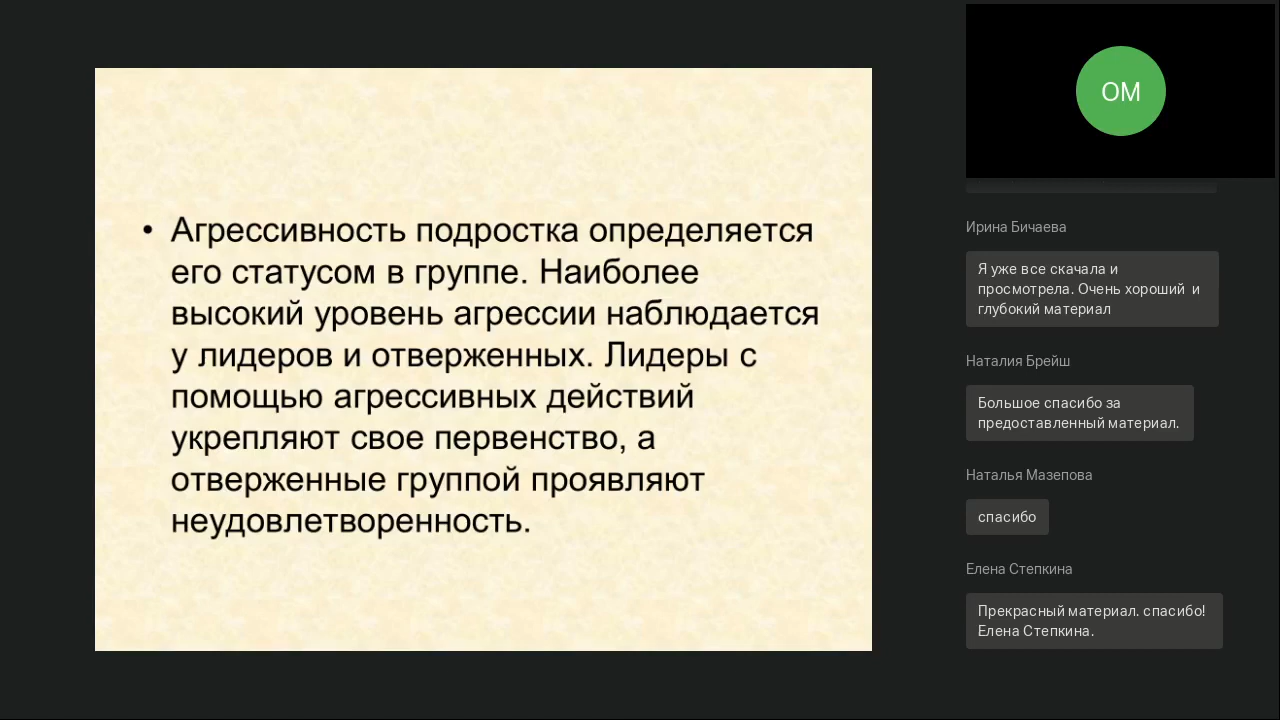 • Агрессивность подростка определяется
его статусом в группе. Наиболее
высокий уровень агрессии наблюдается
у лидеров и отверженных. Лидеры с
помощью агрессивных действий
укрепляют свое первенство, а
отверженные группой проявляют
неудовлетворенность.
ОМ
Ирина Бичаева
Я уже все скачала и
просмотрела. Очень хороший и
глубокий материал
Наталия Брейш
Большое спасибо за
предоставленный материал.
Наталья Мазепова
спасибо
Елена Степкина
Прекрасный материал. спасибо!
Елена Степкина.